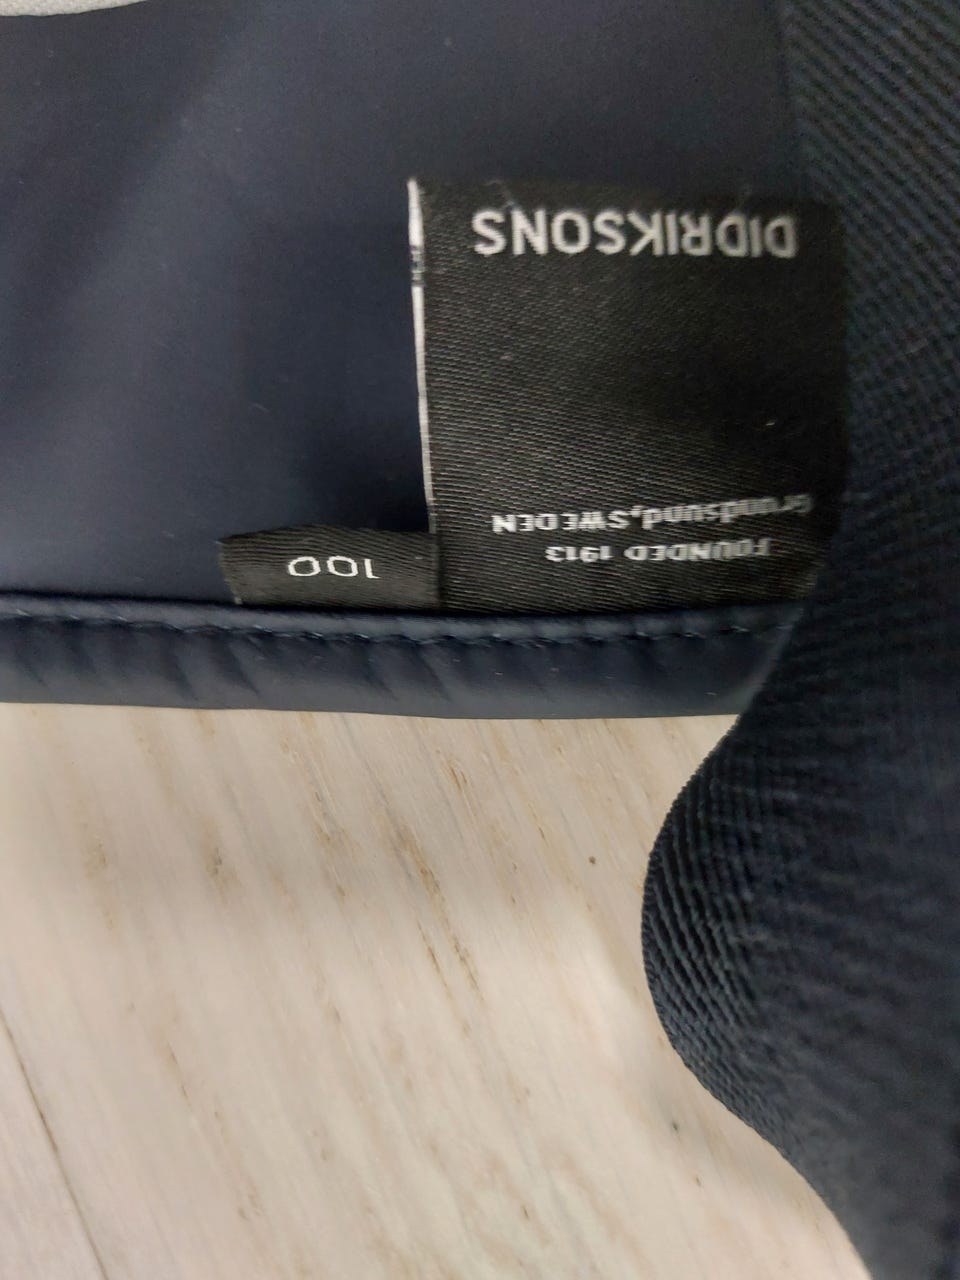 FOUNDED 1913
Grundsund,SWEDEN
DIDRIKSONS
100